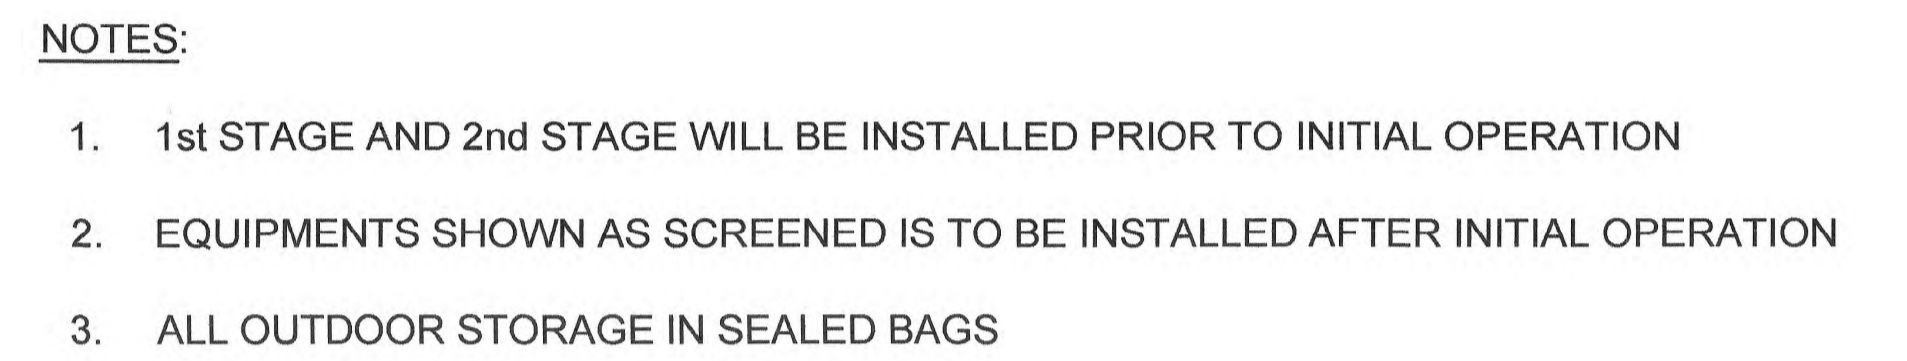 NOTES:
1. 1st STAGE AND 2nd STAGE WILL BE INSTALLED PRIOR TO INITIAL OPERATION
2. EQUIPMENTS SHOWN AS SCREENED IS TO BE INSTALLED AFTER INITIAL OPERATION
3. ALL OUTDOOR STORAGE IN SEALED BAGS